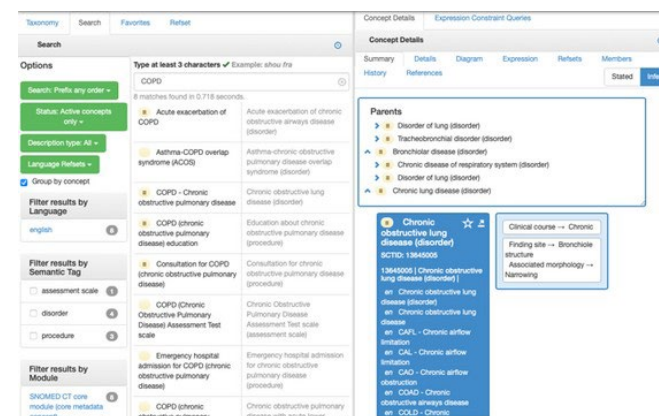 Taxonomy Search Favorites Refset
Search
Options
Search: Prefix any order
Status: Active concepts
only
Description type: All
Language Refsets
Group by concept
Filter results by
Language
english 8
Filter results by
Semantic Tag
assessment scale 1
disorder 4
procedure 3
Filter results by
Module
SNOMED CT core
module (core metadata
Type at least 3 characters ✓ Example: shou fra
COPD
8 matches found in 0.718 seconds.
Acute exacerbation of
COPD
Acute exacerbation of chronic
obstructive airways disease
(disorder)
Asthma-COPD overlap
syndrome (ACOS)
Asthma-chronic obstructive
pulmonary disease overlap
syndrome (disorder)
COPD - Chronic
obstructive pulmonary disease
Chronic obstructive lung
disease (disorder)
COPD (chronic
obstructive pulmonary
disease) education
Education about chronic
obstructive pulmonary disease
(procedure)
Consultation for COPD
(chronic obstructive pulmonary
disease)
Consultation for chronic
obstructive pulmonary disease
(procedure)
COPD (Chronic
Obstructive Pulmonary
Disease) Assessment Test
scale
Chronic Obstructive
Pulmonary Disease
Assessment Test scale
(assessment scale)
Emergency hospital
admission for COPD (chronic
obstructive pulmonary
disease)
Emergency hospital admission
for chronic obstructive
pulmonary disease
(procedure)
COPD (chronic
Chronic obstructive pulmonary
Concept Details Expression Constraint Queries
Concept Details
Summary Details Diagram Expression Refsets Members
History References
Stated
Parents
Disorder of lung (disorder)
Tracheobronchial disorder (disorder)
Bronchiolar disease (disorder)
Chronic disease of respiratory system (disorder)
Disorder of lung (disorder)
Chronic lung disease (disorder)
Chronic
obstructive lung
disease (disorder)
SCTID: 13645005
13645005 | Chronic obstructive
lung disease (disorder) |
en Chronic obstructive lung
disease (disorder)
en Chronic obstructive lung
disease
en CAFL - Chronic airflow
limitation
en CAL - Chronic airflow
limitation
en CAO - Chronic airflow
obstruction
en COAD - Chronic
obstructive airways disease
en COLD - Chronic
Clinical course → Chronic
Finding site → Bronchiole
structure
Associated morphology →
Narrowing